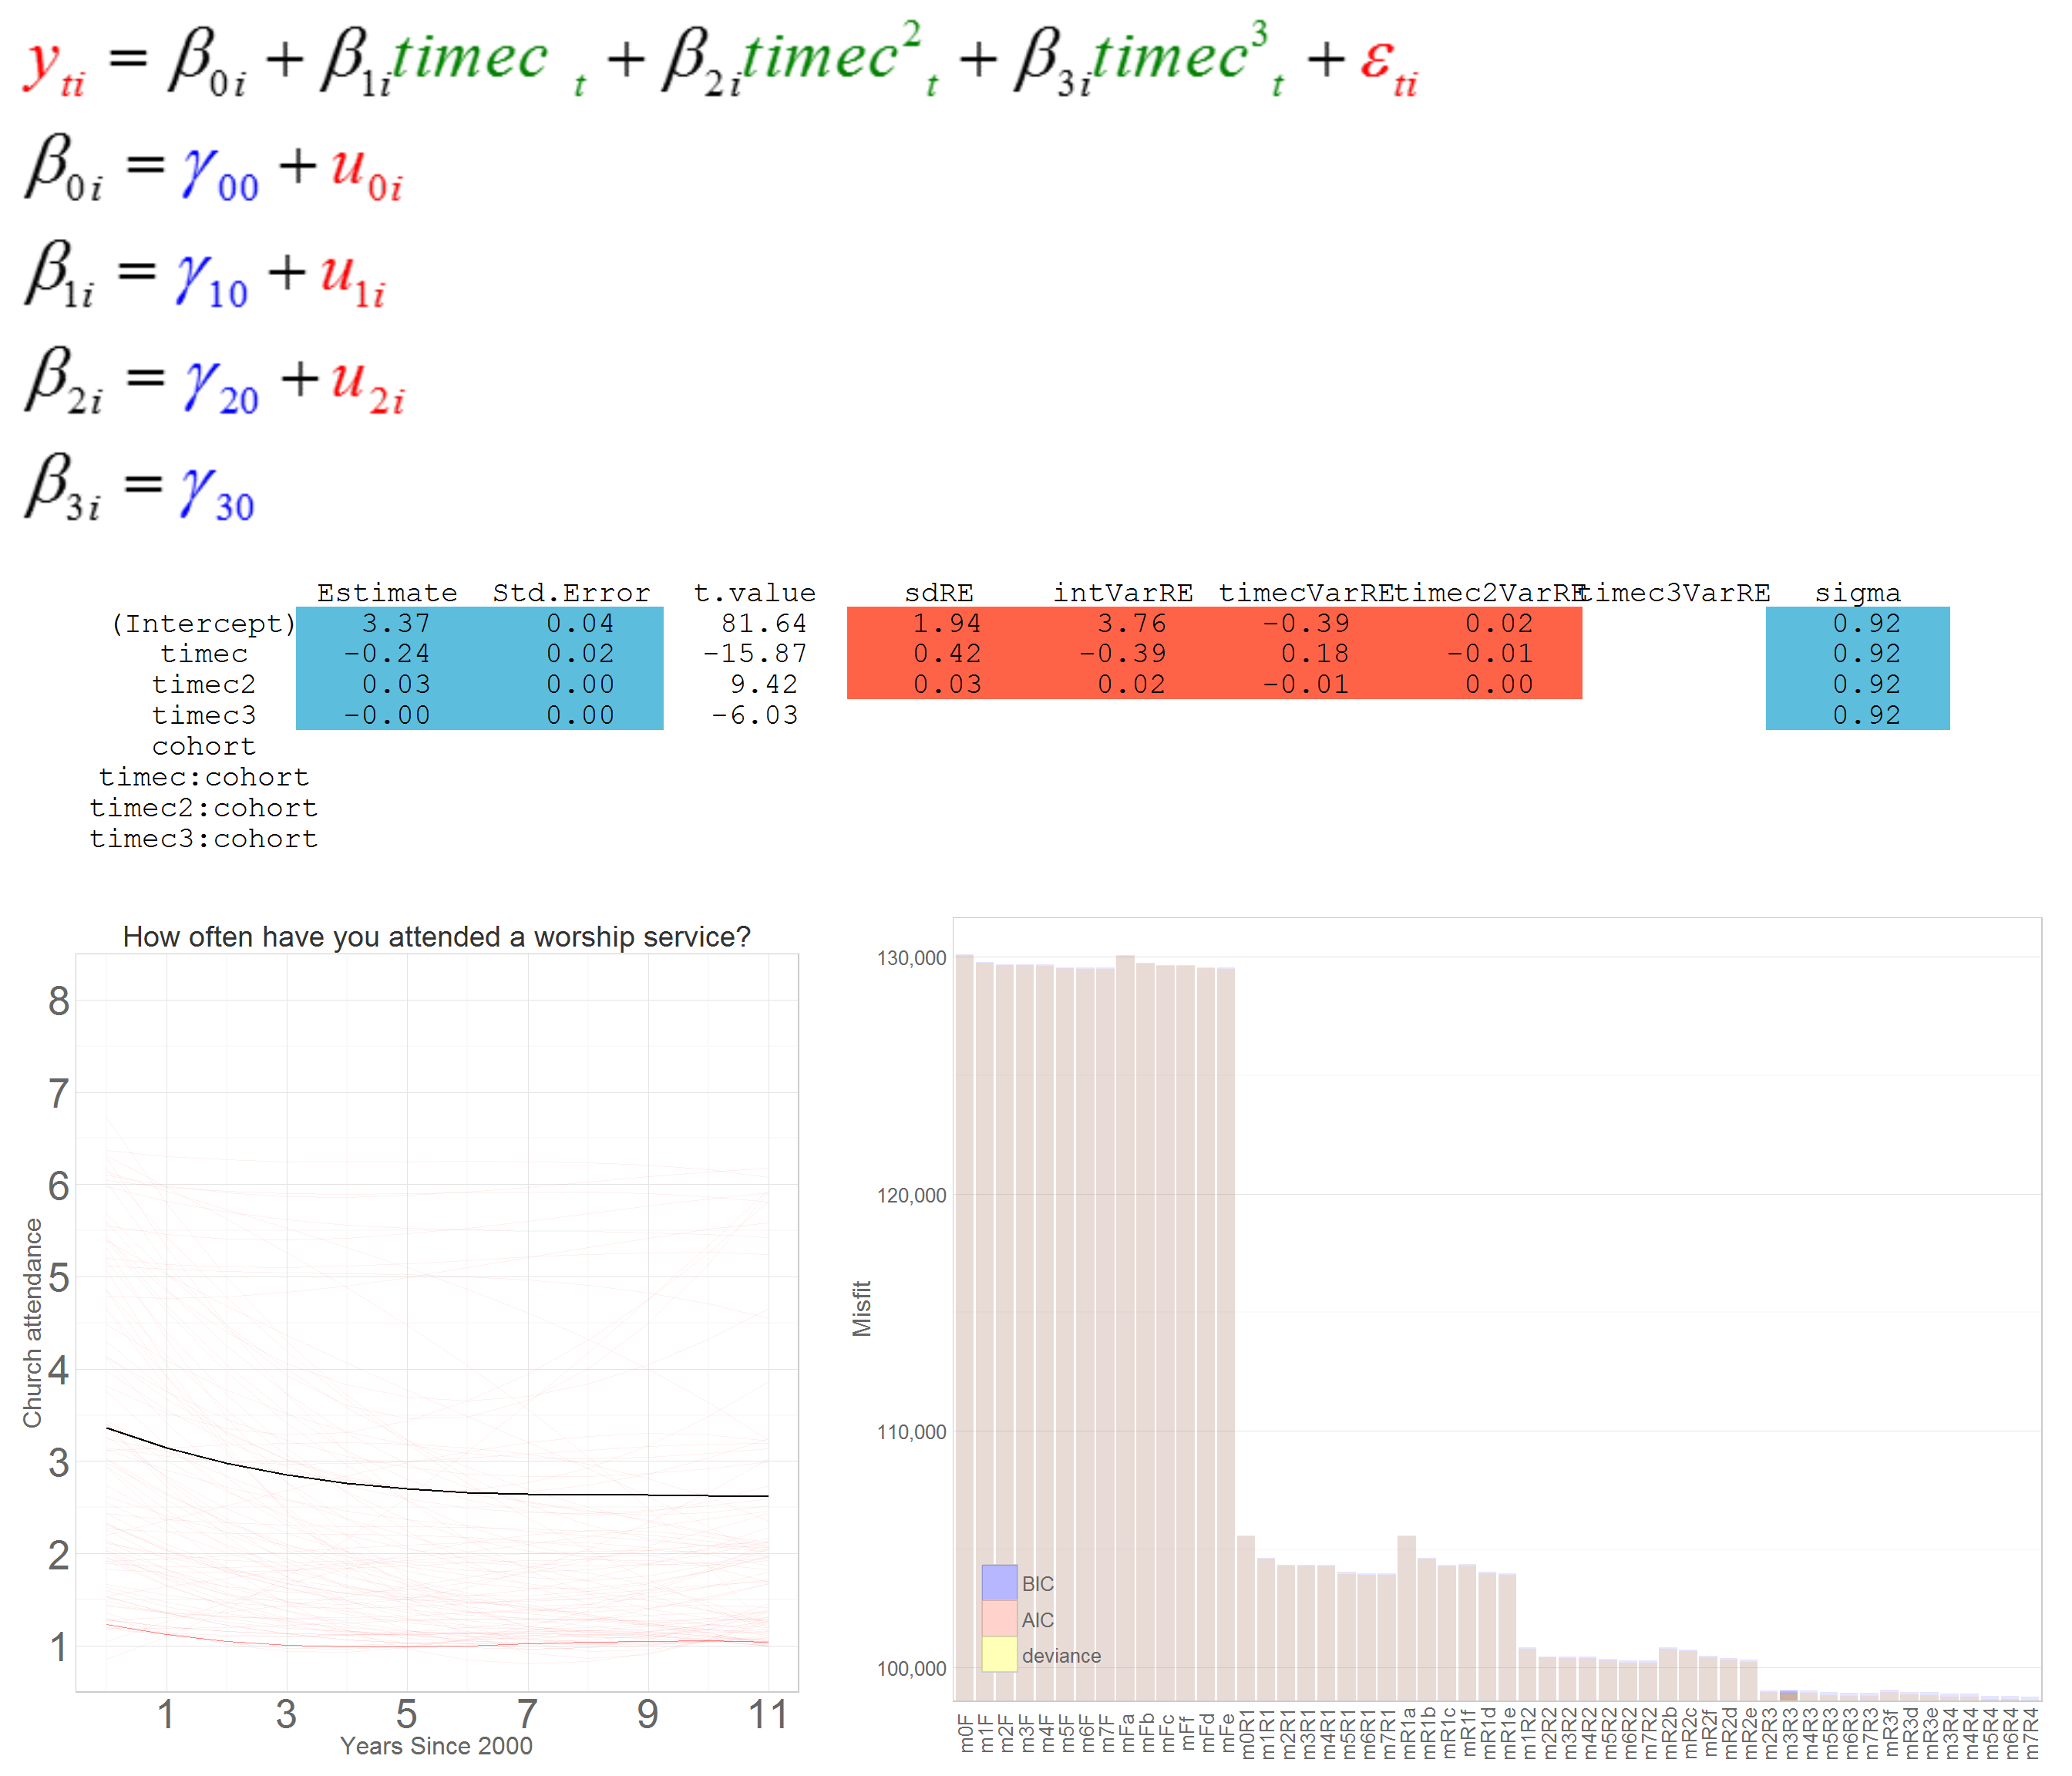 y_ti = β_0i + β_1i timec_t + β_2i timec²_t + β_3i timec³_t + ε_ti
β_0i = γ_00 + u_0i
β_1i = γ_10 + u_1i
β_2i = γ_20 + u_2i
β_3i = γ_30
Estimate Std.Error t.value sdRE intVarRE timecVarRE timec2VarRE timec3VarRE sigma
(Intercept) 3.37 0.04 81.64 1.94 3.76 -0.39 0.02 0.92
timec -0.24 0.02 -15.87 0.42 -0.39 0.18 -0.01 0.92
timec2 0.03 0.00 9.42 0.03 0.02 -0.01 0.00 0.92
timec3 -0.00 0.00 -6.03 0.92
cohort
timec:cohort
timec2:cohort
timec3:cohort
How often have you attended a worship service?
Church attendance
8
7
6
5
4
3
2
1
1 3 5 7 9 11
Years Since 2000
Misfit
130,000
120,000
110,000
100,000
BIC
AIC
deviance
m0F m1F m2F m3F m4F m5F m6F m7F mFa mFb mFc mFf mFd mFe m0R1 m1R1 m2R1 m3R1 m4R1 m5R1 m6R1 m7R1 mR1a mR1b mR1c mR1f mR1d mR1e m1R2 m2R2 m3R2 m4R2 m5R2 m6R2 m7R2 mR2b mR2c mR2f mR2d mR2e m2R3 m3R3 m4R3 m5R3 m6R3 m7R3 mR3f mR3d mR3e m3R4 m4R4 m5R4 m6R4 m7R4